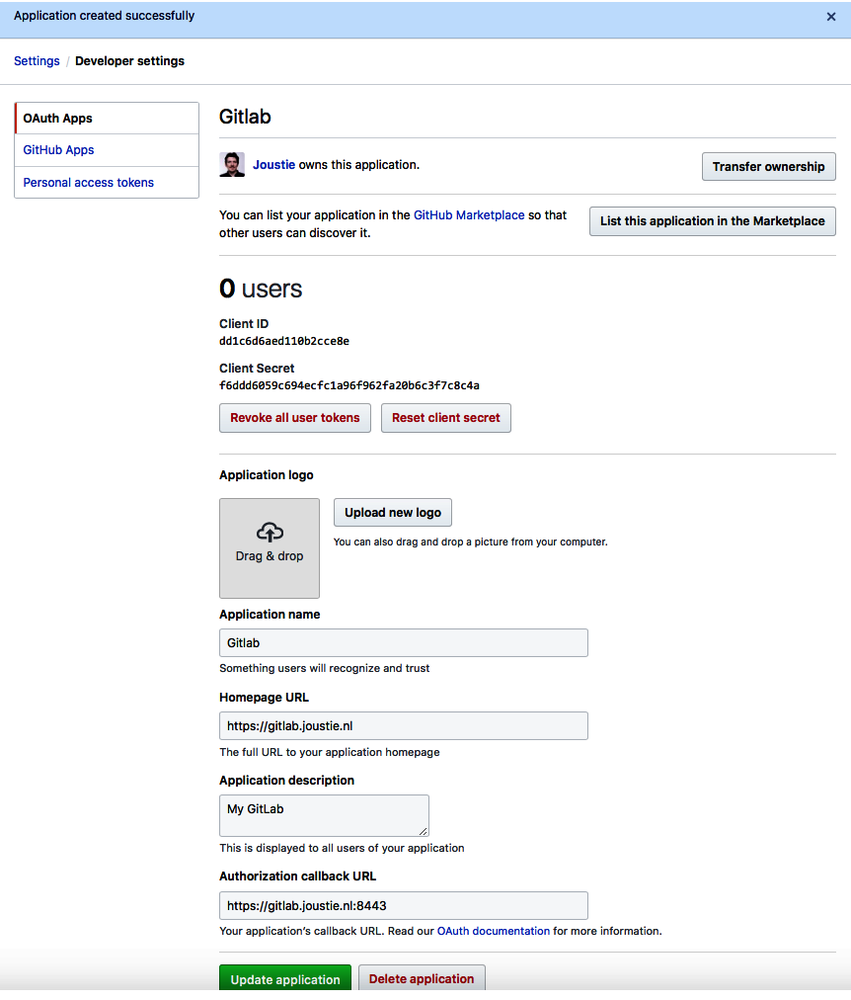 Application created successfully
Settings / Developer settings
OAuth Apps
GitHub Apps
Personal access tokens
Gitlab
Joustie owns this application.
Transfer ownership
You can list your application in the GitHub Marketplace so that
other users can discover it.
List this application in the Marketplace
0 users
Client ID
dd1c6d6aed110b2cce8e
Client Secret
f6ddd6059c694ecfc1a96f962fa20b6c3f7c8c4a
Revoke all user tokens
Reset client secret
Application logo
Drag & drop
Upload new logo
You can also drag and drop a picture from your computer.
Application name
Gitlab
Something users will recognize and trust
Homepage URL
https://gitlab.joustie.nl
The full URL to your application homepage
Application description
My GitLab
This is displayed to all users of your application
Authorization callback URL
https://gitlab.joustie.nl:8443
Your application's callback URL. Read our OAuth documentation for more information.
Update application
Delete application